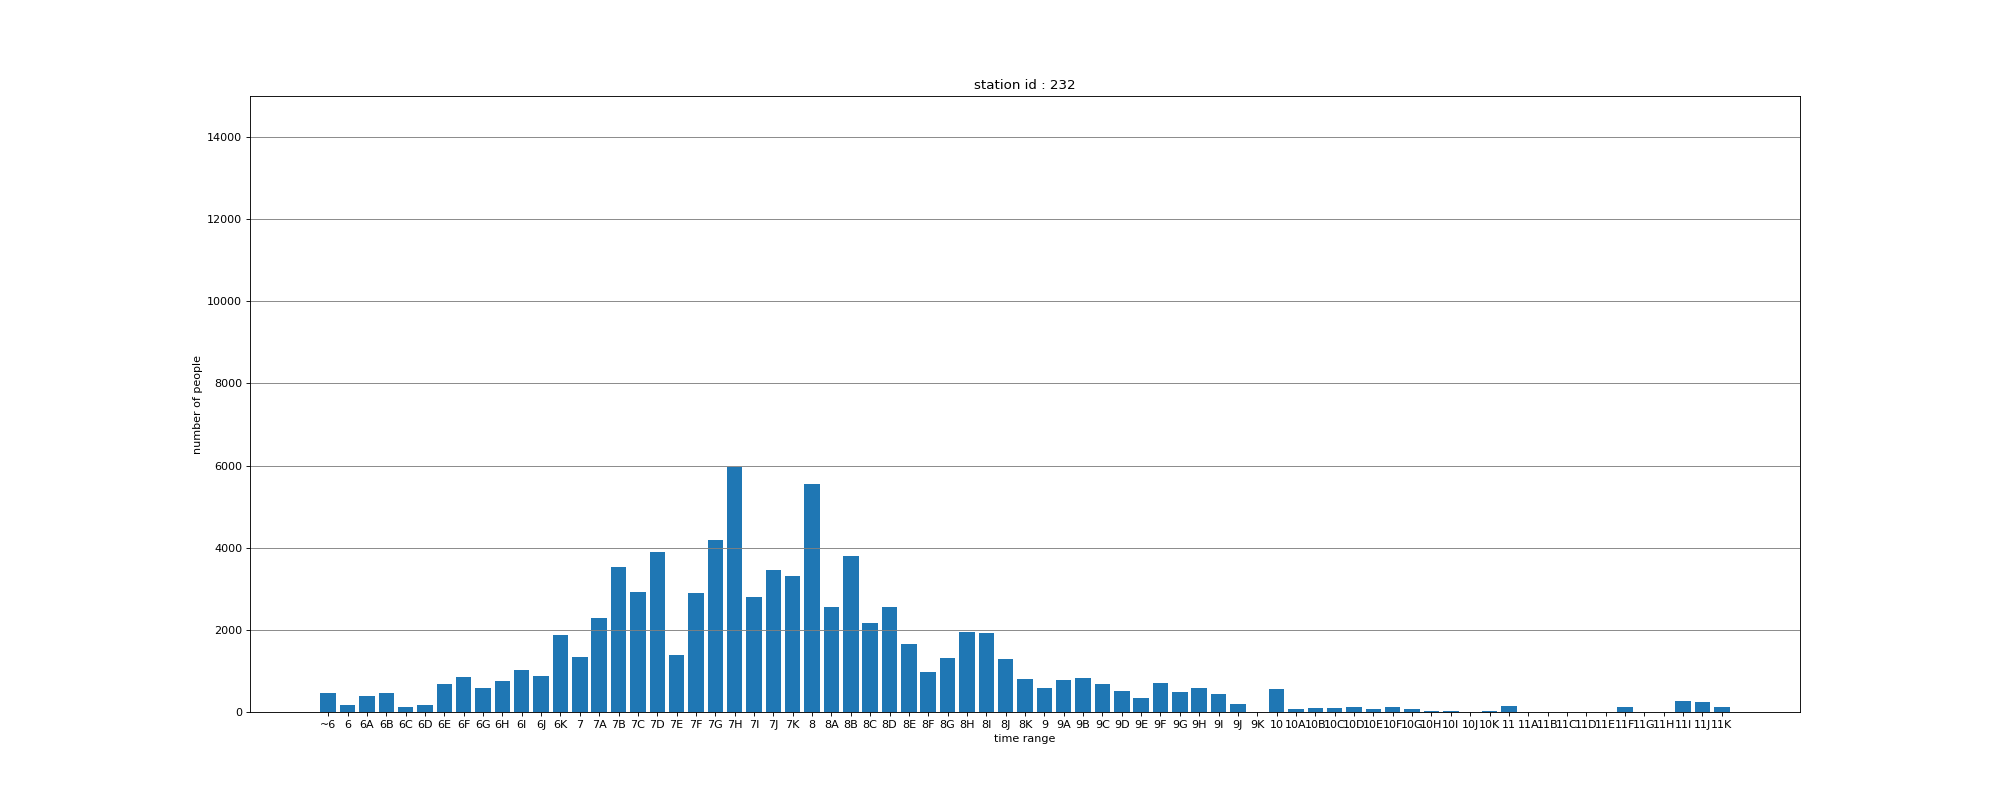 station id : 232
14000
12000
10000
8000
6000
4000
2000
0
number of people
~6 6 6A 6B 6C 6D 6E 6F 6G 6H 6I 6J 6K 7 7A 7B 7C 7D 7E 7F 7G 7H 7I 7J 7K 8 8A 8B 8C 8D 8E 8F 8G 8H 8I 8J 8K 9 9A 9B 9C 9D 9E 9F 9G 9H 9I 9J 9K 10 10A 10B 10C 10D 10E 10F 10G 10H 10I 10J 10K 11 11A 11B 11C 11D 11E 11F 11G 11H 11I 11J 11K
time range